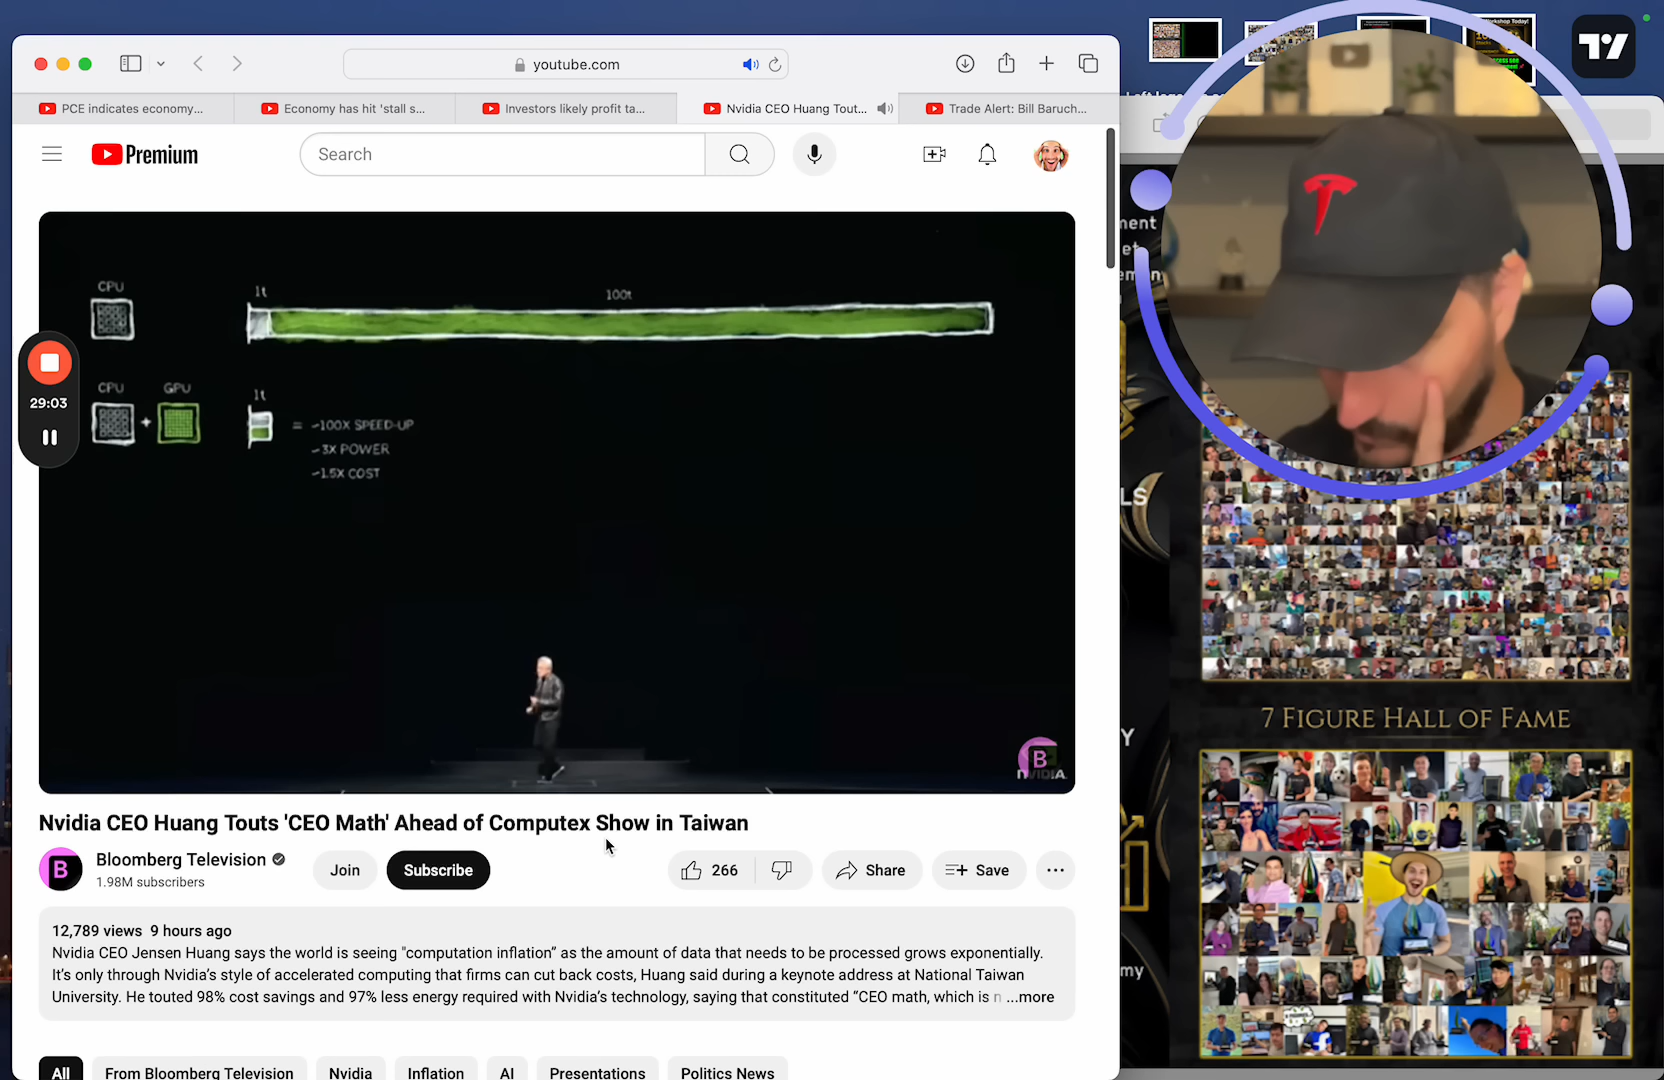 youtube.com
PCE indicates economy...
Economy has hit 'stall s...
Investors likely profit ta...
Nvidia CEO Huang Tout...
Trade Alert: Bill Baruch...
Premium
Search
CPU
1t
100t
CPU
GPU
+
1t
= ~100X SPEED-UP
~3X POWER
~1.5X COST
29:03
B
NVIDIA.
Nvidia CEO Huang Touts 'CEO Math' Ahead of Computex Show in Taiwan
B
Bloomberg Television
1.98M subscribers
Join
Subscribe
266
Share
Save
12,789 views 9 hours ago
Nvidia CEO Jensen Huang says the world is seeing "computation inflation” as the amount of data that needs to be processed grows exponentially.
It’s only through Nvidia’s style of accelerated computing that firms can cut back costs, Huang said during a keynote address at National Taiwan
University. He touted 98% cost savings and 97% less energy required with Nvidia’s technology, saying that constituted “CEO math, which is n ...more
All
From Bloomberg Television
Nvidia
Inflation
AI
Presentations
Politics News
7 FIGURE HALL OF FAME